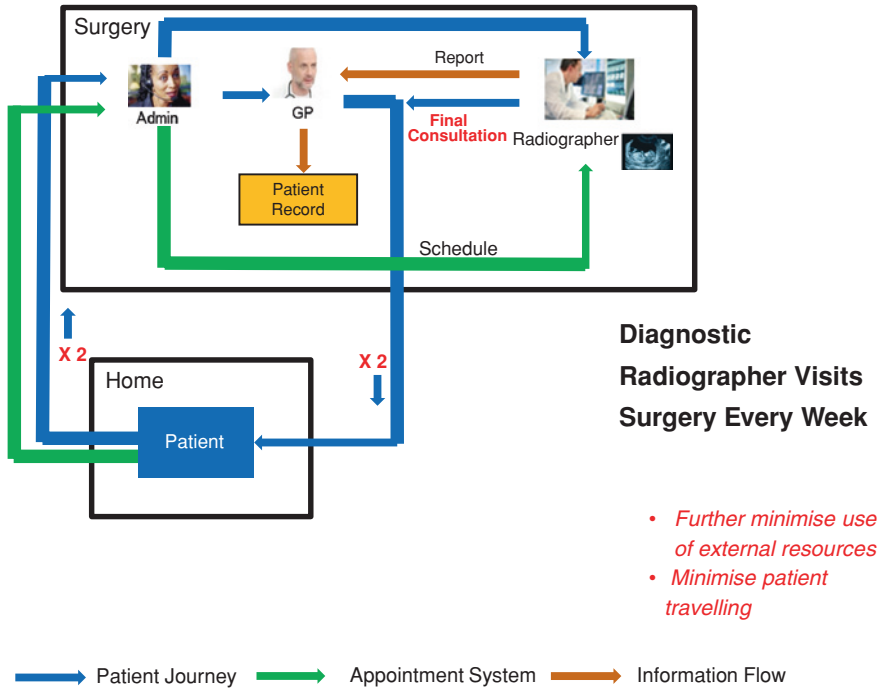 Surgery
Report
Admin
GP
Final
Consultation
Radiographer
Patient
Record
Schedule
X 2
X 2
Home
Patient
Diagnostic
Radiographer Visits
Surgery Every Week
• Further minimise use
of external resources
• Minimise patient
travelling
Patient Journey
Appointment System
Information Flow